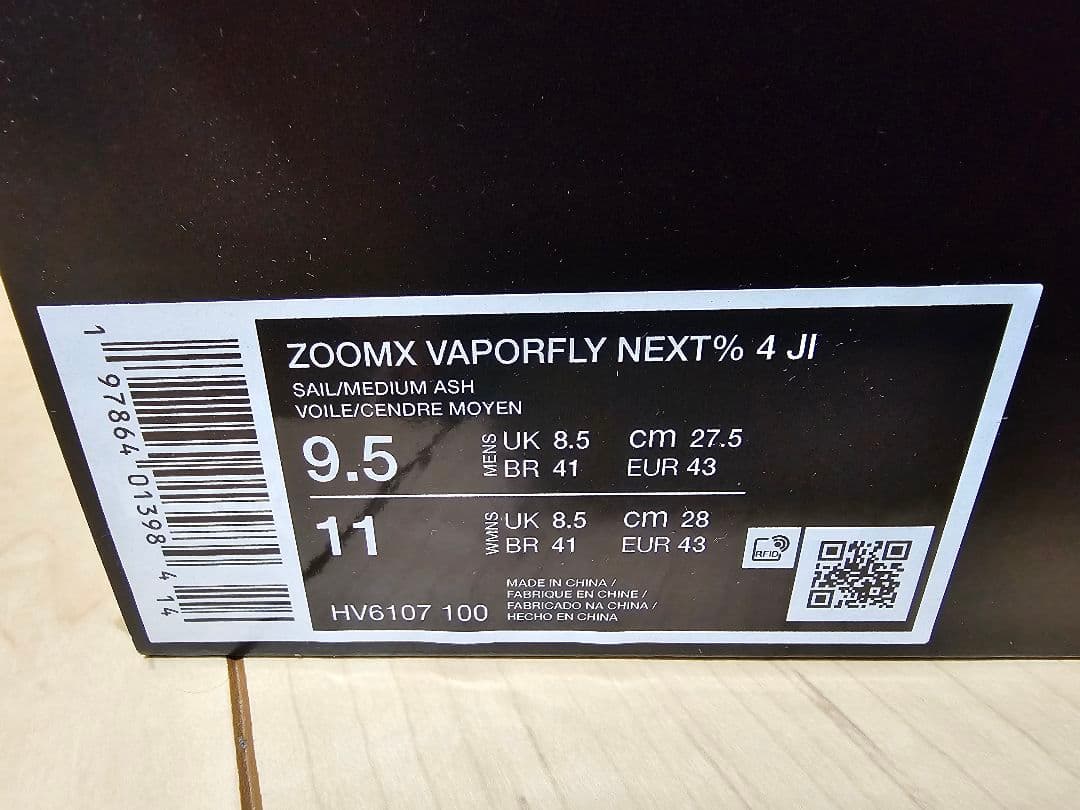 ZOOMX VAPORFLY NEXT% 4 JI
SAIL/MEDIUM ASH
VOILE/CENDRE MOYEN
9.5 MENS UK 8.5 cm 27.5
BR 41 EUR 43
11 WMNS UK 8.5 cm 28
BR 41 EUR 43
RFID
HV6107 100
MADE IN CHINA /
FABRIQUE EN CHINE /
FABRICADO NA CHINA /
HECHO EN CHINA
1 97864 01398 4 14